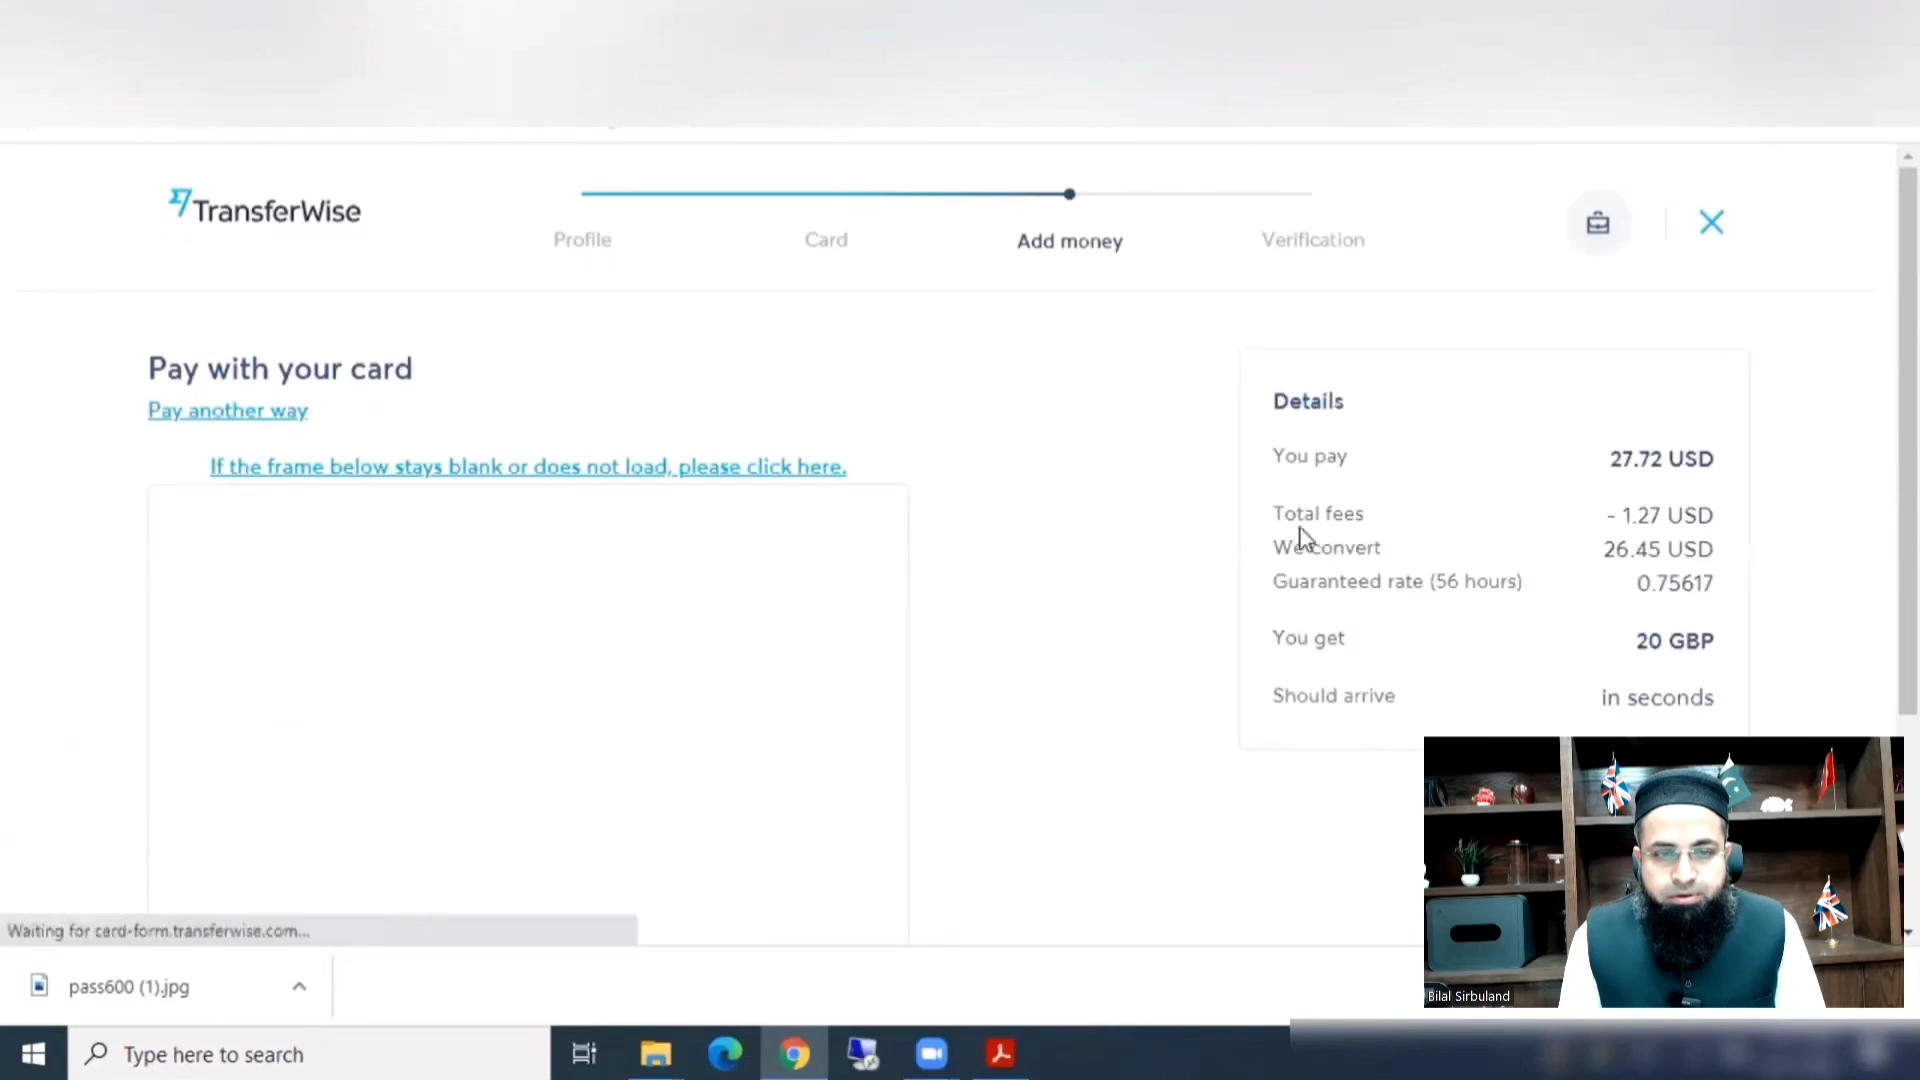 TransferWise
Profile
Card
Add money
Verification
Pay with your card
Pay another way
If the frame below stays blank or does not load, please click here.
Details
You pay 27.72 USD
Total fees - 1.27 USD
We convert 26.45 USD
Guaranteed rate (56 hours) 0.75617
You get 20 GBP
Should arrive in seconds
Bilal Sirbuland
Waiting for card-form.transferwise.com...
pass600 (1).jpg
Type here to search